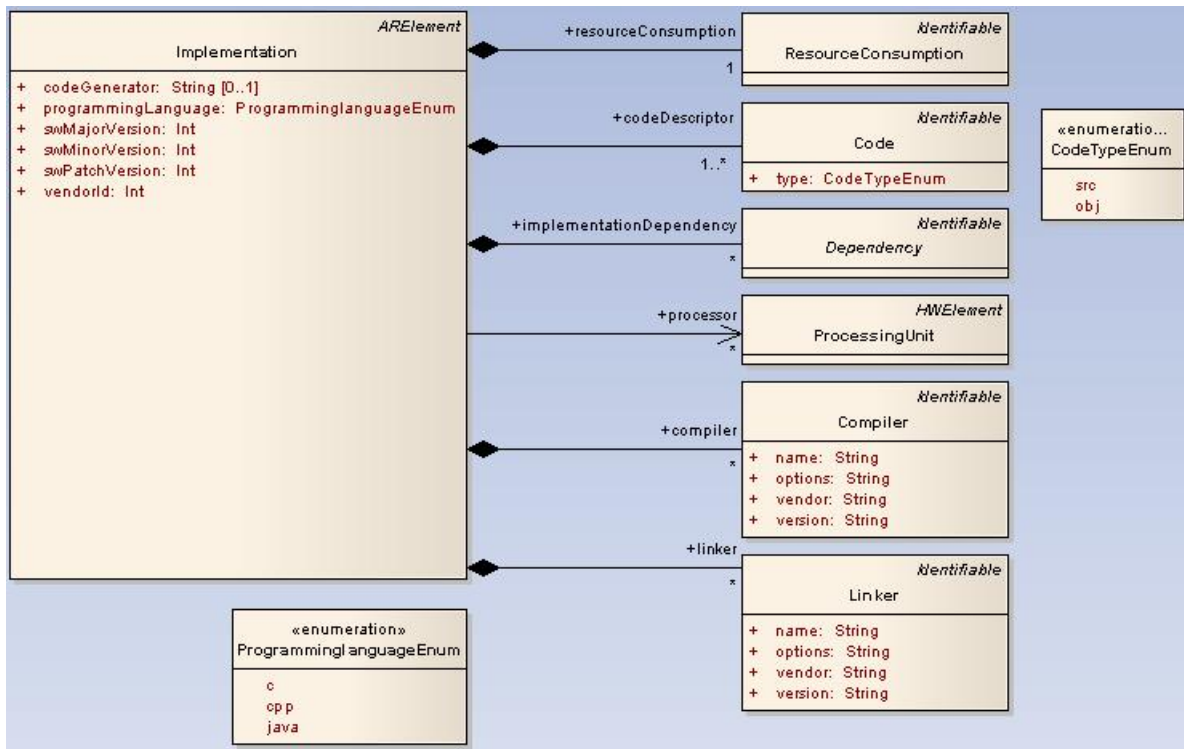 ARElement
Implementation
+ codeGenerator: String [0..1]
+ programmingLanguage: ProgramminglanguageEnum
+ swMajorVersion: Int
+ swMinorVersion: Int
+ swPatchVersion: Int
+ vendorId: Int
+resourceConsumption
1
Identifiable
ResourceConsumption
+codeDescriptor
1..*
Identifiable
Code
+ type: CodeTypeEnum
«enumeratio...
CodeTypeEnum
src
obj
+implementationDependency
*
Identifiable
Dependency
+processor
*
HWElement
ProcessingUnit
+compiler
*
Identifiable
Compiler
+ name: String
+ options: String
+ vendor: String
+ version: String
+linker
*
Identifiable
Linker
+ name: String
+ options: String
+ vendor: String
+ version: String
«enumeration»
ProgramminglanguageEnum
c
cpp
java